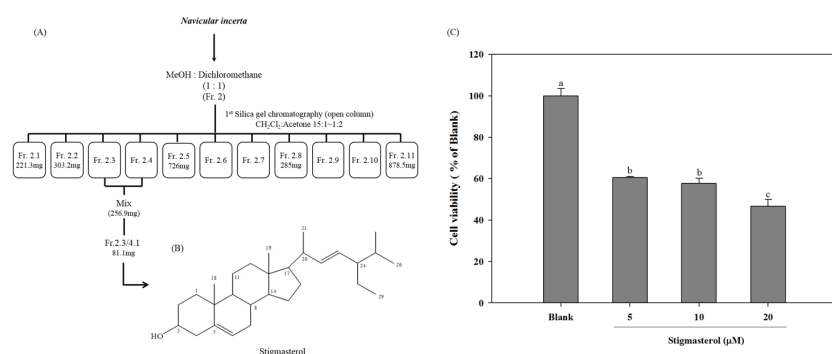 (A)
Navicular incerta
MeOH : Dichloromethane
(1 : 1)
(Fr. 2)
1st Silica gel chromatography (open column)
CH2Cl2:Acetone 15:1~1:2
Fr. 2.1
221.3mg
Fr. 2.2
303.2mg
Fr. 2.3
Fr. 2.4
Fr. 2.5
726mg
Fr. 2.6
Fr. 2.7
Fr. 2.8
285mg
Fr. 2.9
Fr. 2.10
Fr. 2.11
878.5mg
Mix
(256.9mg)
Fr.2.3/4.1
81.1mg
(B)
HO
1
3
5
8
11
14
17
18
19
20
21
24
26
29
Stigmasterol
(C)
Cell viability ( % of Blank)
120
100
80
60
40
20
0
a
b
b
c
Blank
5
10
20
Stigmasterol (μM)